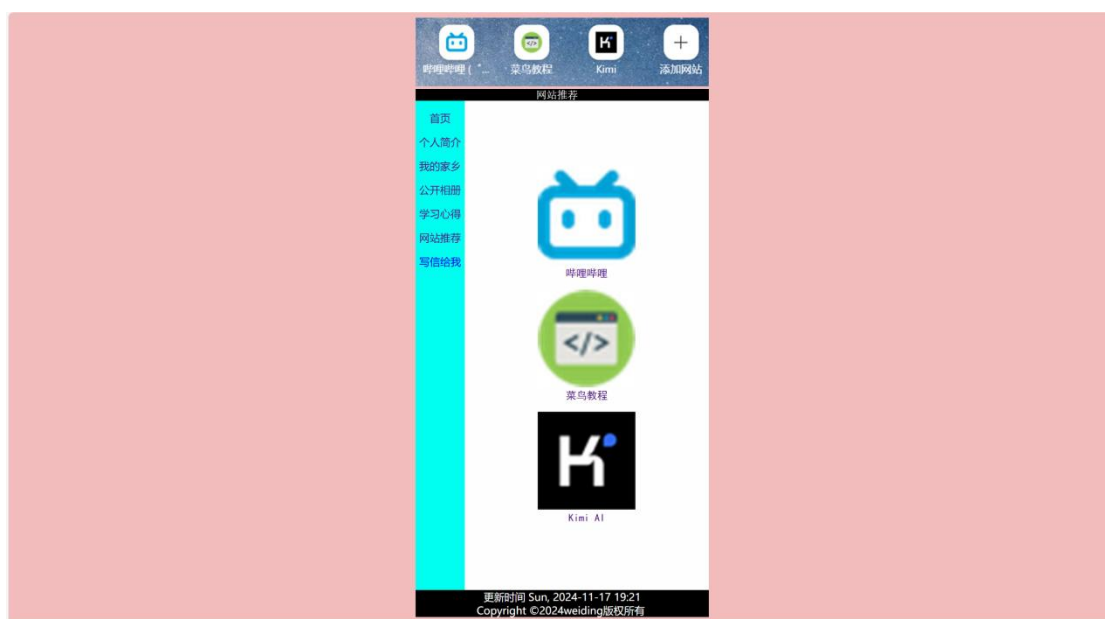 哔哩哔哩 ( ゜...
菜鸟教程
Kimi
添加网站
网站推荐
首页
个人简介
我的家乡
公开相册
学习心得
网站推荐
写信给我
哔哩哔哩
</>
菜鸟教程
K
Kimi AI
更新时间 Sun, 2024-11-17 19:21
Copyright ©2024weiding版权所有